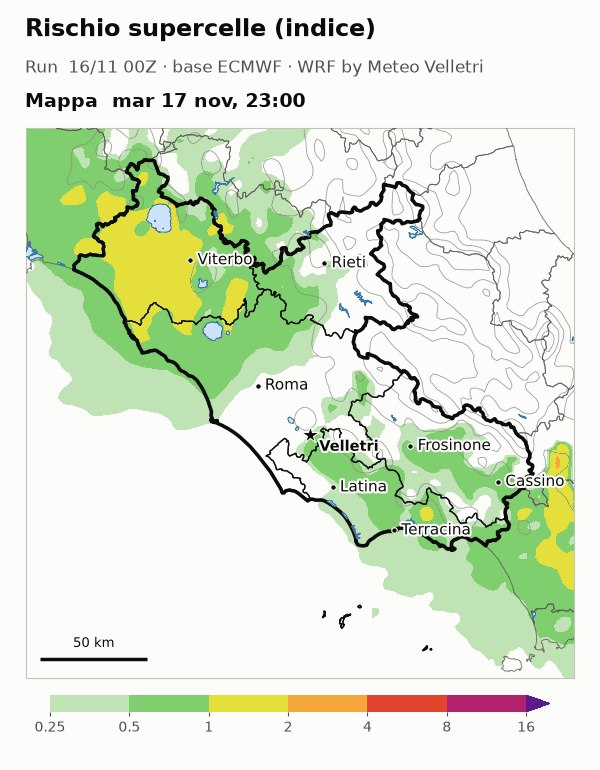 Rischio supercelle (indice)
Run  16/11 00Z · base ECMWF · WRF by Meteo Velletri
Mappa  mar 17 nov, 23:00
Viterbo
Rieti
Roma
Velletri
Frosinone
Cassino
Latina
Terracina
50 km
0.25 0.5 1 2 4 8 16